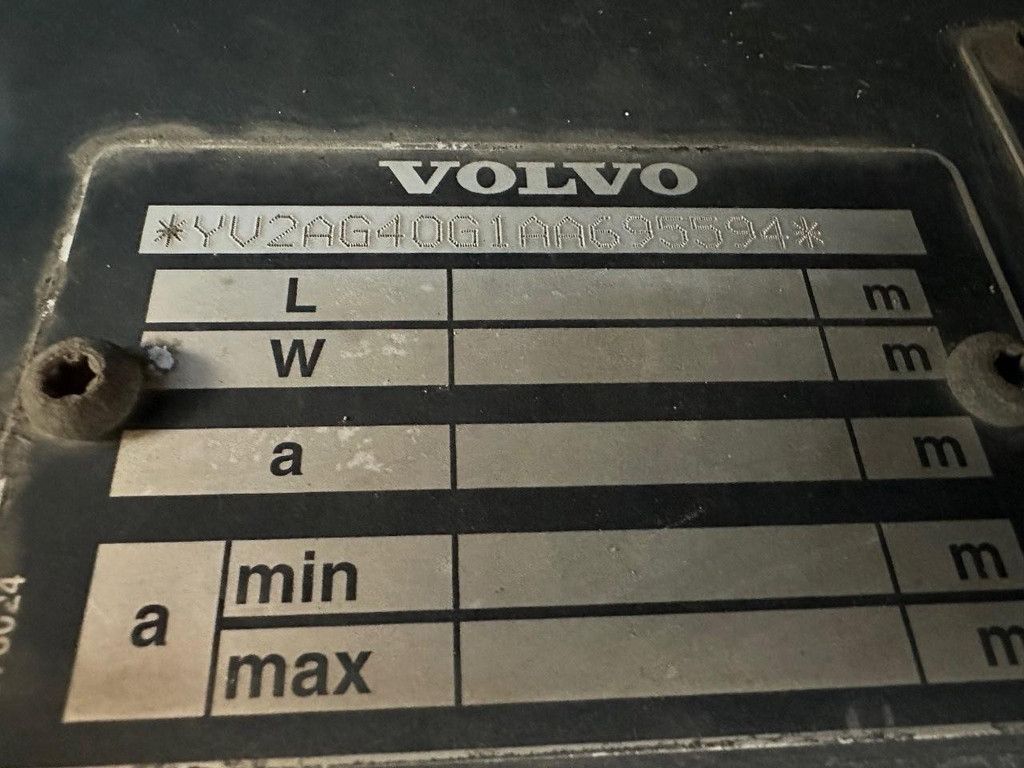 VOLVO
*YV2AG40G1AA695594*
L m
W m
a m
a min m
max m